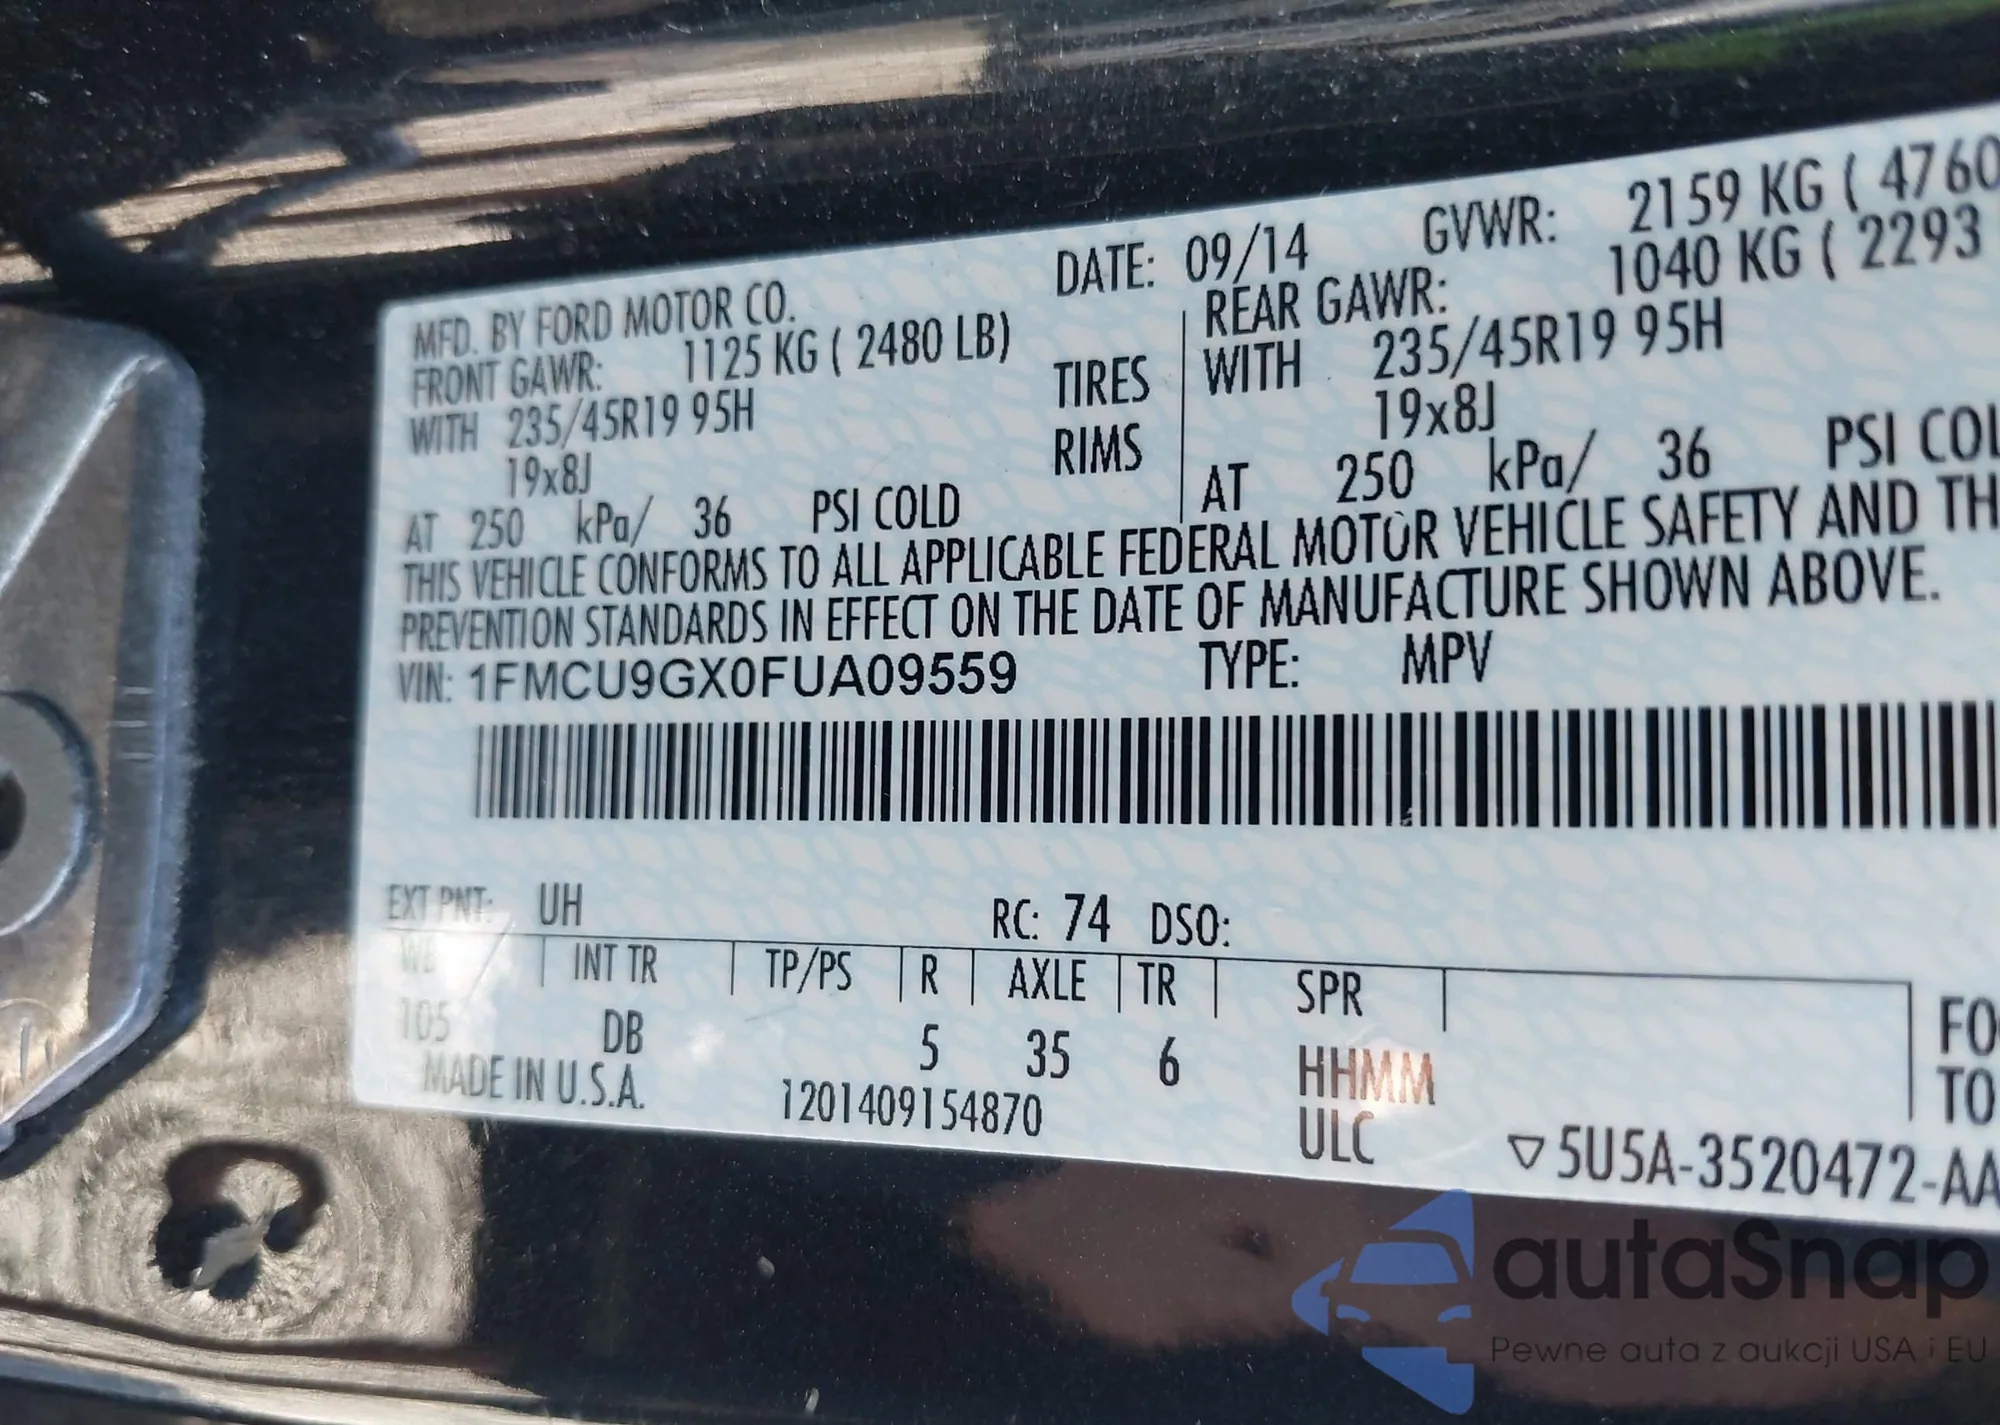 MFD. BY FORD MOTOR CO. DATE: 09/14 GVWR: 2159 KG ( 4760
FRONT GAWR: 1125 KG ( 2480 LB) REAR GAWR: 1040 KG ( 2293
WITH 235/45R19 95H TIRES WITH 235/45R19 95H
19x8J RIMS 19x8J
AT 250 kPa/ 36 PSI COLD AT 250 kPa/ 36 PSI COL
THIS VEHICLE CONFORMS TO ALL APPLICABLE FEDERAL MOTOR VEHICLE SAFETY AND TH
PREVENTION STANDARDS IN EFFECT ON THE DATE OF MANUFACTURE SHOWN ABOVE.
VIN: 1FMCU9GX0FUA09559 TYPE: MPV
EXT PNT: UH RC: 74 DSO:
WB INT TR TP/PS R AXLE TR SPR
105 DB 5 35 6 HHMM
FO
MADE IN U.S.A. 1201409154870 ULC
TO
▽5U5A-3520472-AA
autaSnap
Pewne auta z aukcji USA i EU